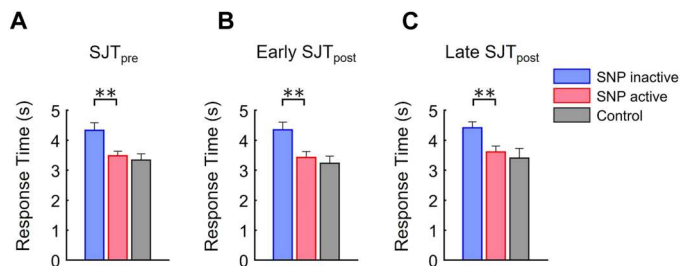 A
B
C
SJTpre
Early SJTpost
Late SJTpost
SNP inactive
SNP active
Control
**
**
**
Response Time (s)
5
4
3
2
1
0
Response Time (s)
5
4
3
2
1
0
Response Time (s)
5
4
3
2
1
0